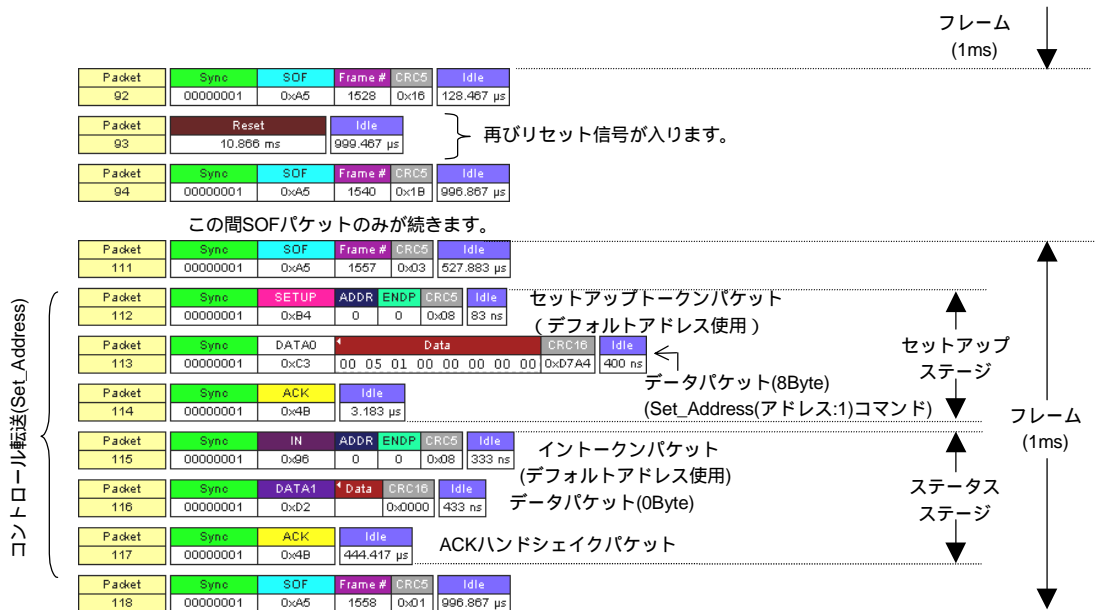 フレーム
(1ms)
Packet Sync SOF Frame # CRC5 Idle
92 00000001 0xA5 1528 0x16 128.467 µs
Packet Reset Idle
93 10.866 ms 999.467 µs
再びリセット信号が入ります。
Packet Sync SOF Frame # CRC5 Idle
94 00000001 0xA5 1540 0x1B 996.867 µs
この間SOFパケットのみが続きます。
Packet Sync SOF Frame # CRC5 Idle
111 00000001 0xA5 1557 0x03 527.883 µs
コントロール転送(Set_Address)
Packet Sync SETUP ADDR ENDP CRC5 Idle
112 00000001 0xB4 0 0 0x08 83 ns
セットアップトークンパケット
(デフォルトアドレス使用)
Packet Sync DATA0 Data CRC16 Idle
113 00000001 0xC3 00 05 01 00 00 00 00 00 0xD7A4 400 ns
データパケット(8Byte)
(Set_Address(アドレス:1)コマンド)
セットアップ
ステージ
Packet Sync ACK Idle
114 00000001 0x4B 3.183 µs
フレーム
(1ms)
Packet Sync IN ADDR ENDP CRC5 Idle
115 00000001 0x96 0 0 0x08 333 ns
イントークンパケット
(デフォルトアドレス使用)
Packet Sync DATA1 Data CRC16 Idle
116 00000001 0xD2 0x0000 433 ns
データパケット(0Byte)
ステータス
ステージ
Packet Sync ACK Idle
117 00000001 0x4B 444.417 µs
ACKハンドシェイクパケット
Packet Sync SOF Frame # CRC5 Idle
118 00000001 0xA5 1558 0x01 996.867 µs